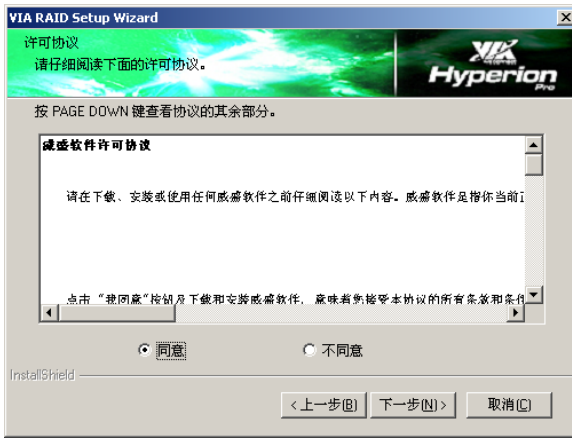 VIA RAID Setup Wizard
许可协议
请仔细阅读下面的许可协议。
VIA
Hyperion
Pro
按 PAGE DOWN 键查看协议的其余部分。
威盛软件许可协议
请在下载、安装或使用任何威盛软件之前仔细阅读以下内容。威盛软件是指你当前正
点击“我同意”按钮及下载和安装威盛软件，意味着您接受本协议的所有条款和条件
同意
不同意
InstallShield
<上一步(B)
下一步(N)>
取消(C)